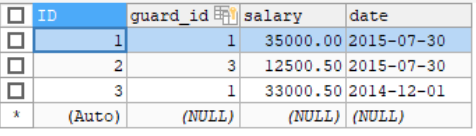 ID guard_id salary date
1 1 35000.00 2015-07-30
2 3 12500.50 2015-07-30
3 1 33000.50 2014-12-01
* (Auto) (NULL) (NULL) (NULL)